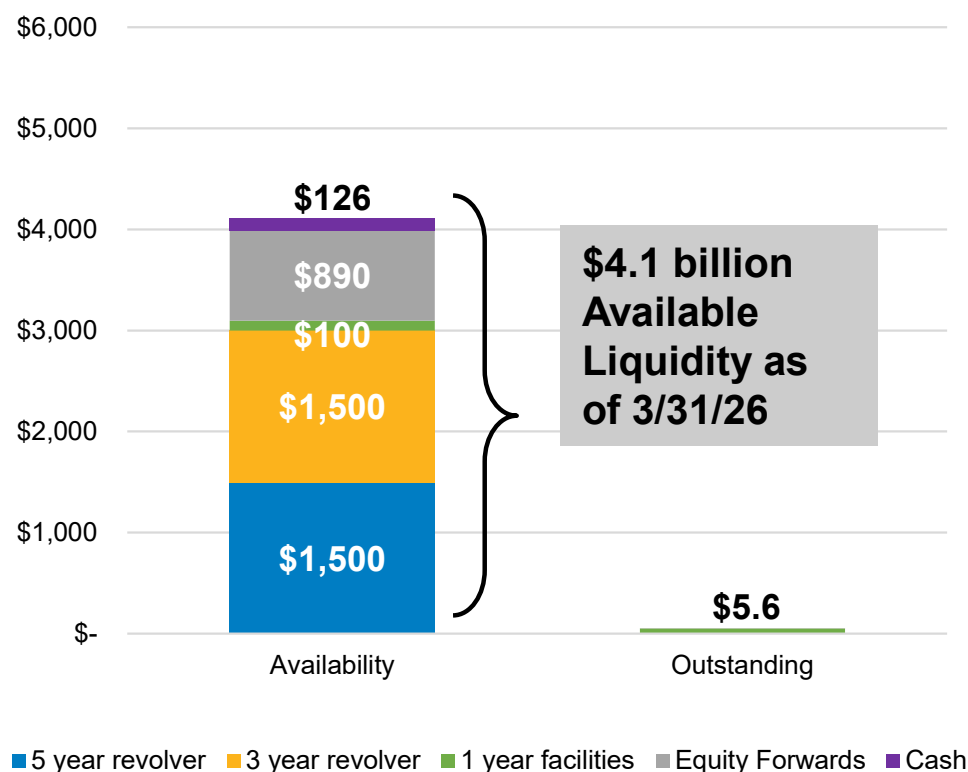 $6,000
$5,000
$4,000
$3,000
$2,000
$1,000
$-
$126
$890
$100
$1,500
$1,500
$4.1 billion
Available
Liquidity as
of 3/31/26
$5.6
Availability
Outstanding
5 year revolver
3 year revolver
1 year facilities
Equity Forwards
Cash